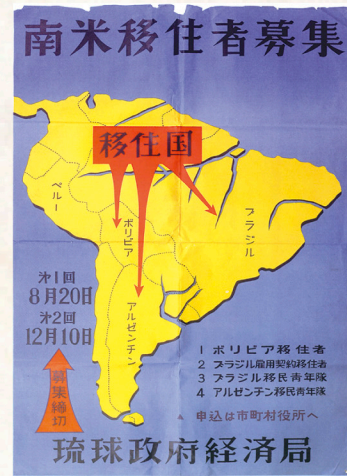 南米移住者募集
移住国
ペルー
ボリビア
ブラジル
アルゼンチン
才1回
8月20日
才2回
12月10日
募集締切
1 ボリビア移住者
2 ブラジル雇用契約移住者
3 ブラジル移民青年隊
4 アルゼンチン移民青年隊
▲ 申込は市町村役所へ
琉球政府経済局